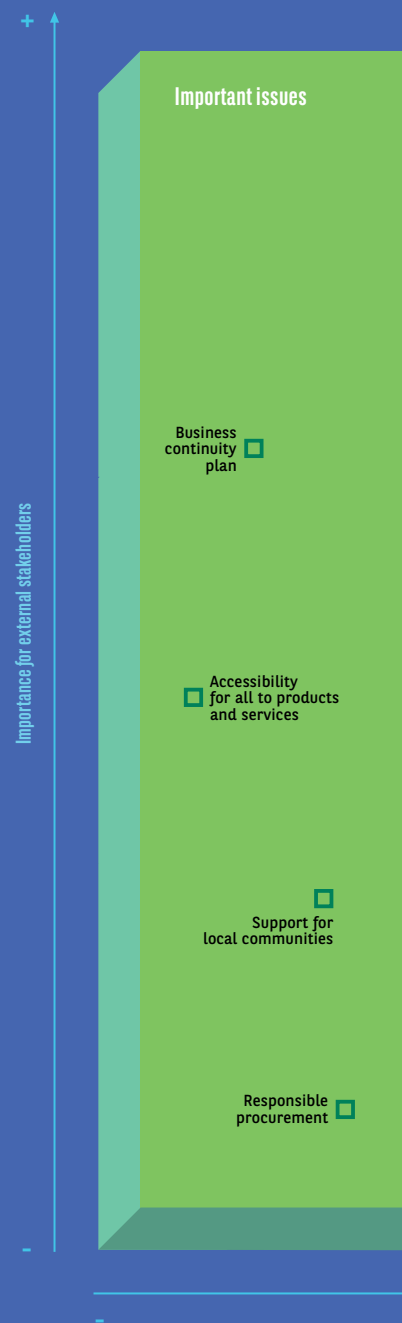 +
Important issues
Business
continuity
plan
Importance for external stakeholders
Accessibility
for all to products
and services
Support for
local communities
Responsible
procurement
-
-